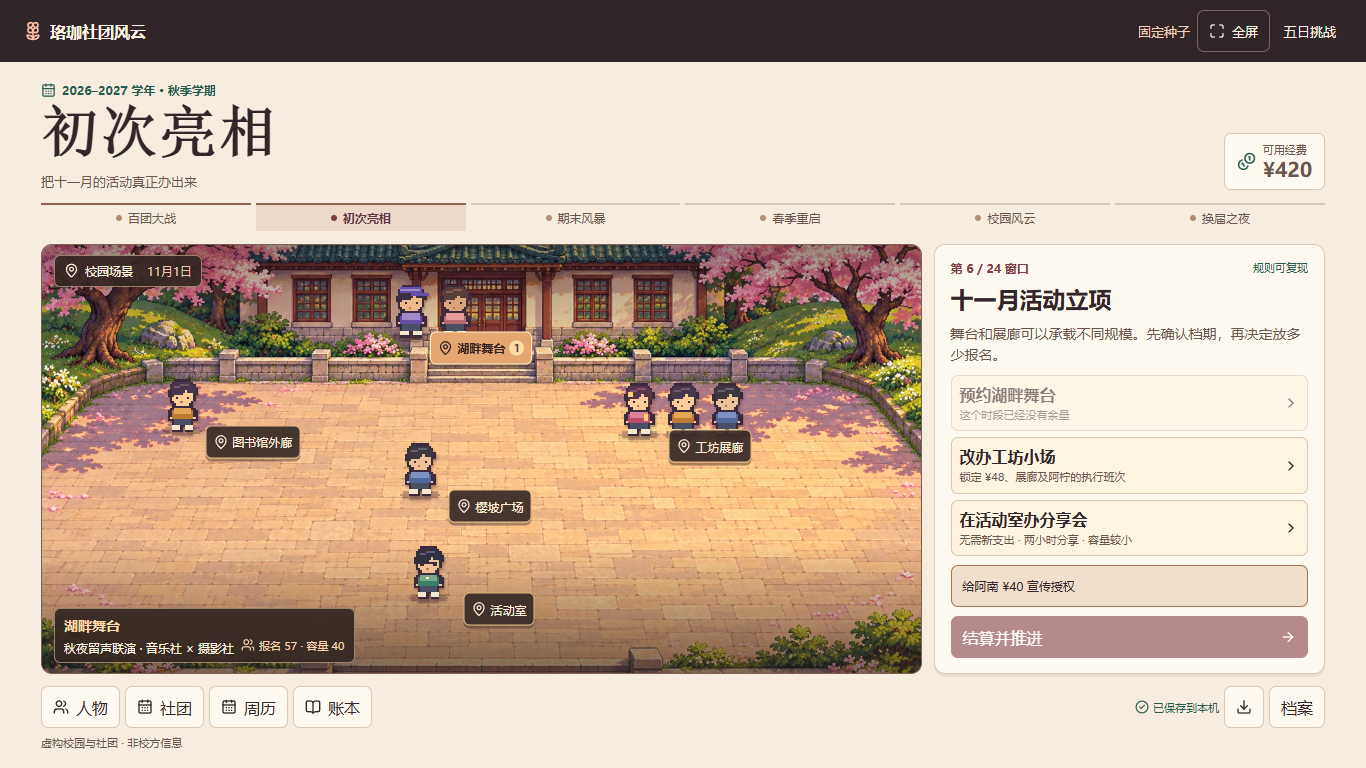 珞珈社团风云
固定种子
全屏
五日挑战
2026–2027 学年 • 秋季学期
初次亮相
把十一月的活动真正办出来
可用经费
¥420
百团大战
初次亮相
期末风暴
春季重启
校园风云
换届之夜
校园场景 11月1日
湖畔舞台 1
图书馆外廊
工坊展廊
樱坡广场
活动室
湖畔舞台
秋夜留声联演 · 音乐社 × 摄影社 报名 57 · 容量 40
第 6 / 24 窗口
规则可复现
十一月活动立项
舞台和展廊可以承载不同规模。先确认档期，再决定放多
少报名。
预约湖畔舞台
这个时段已经没有余量
改办工坊小场
锁定 ¥48、展廊及阿柠的执行班次
在活动室办分享会
无需新支出 · 两小时分享 · 容量较小
给阿南 ¥40 宣传授权
结算并推进
人物
社团
周历
账本
已保存到本机
档案
虚构校园与社团 · 非校方信息